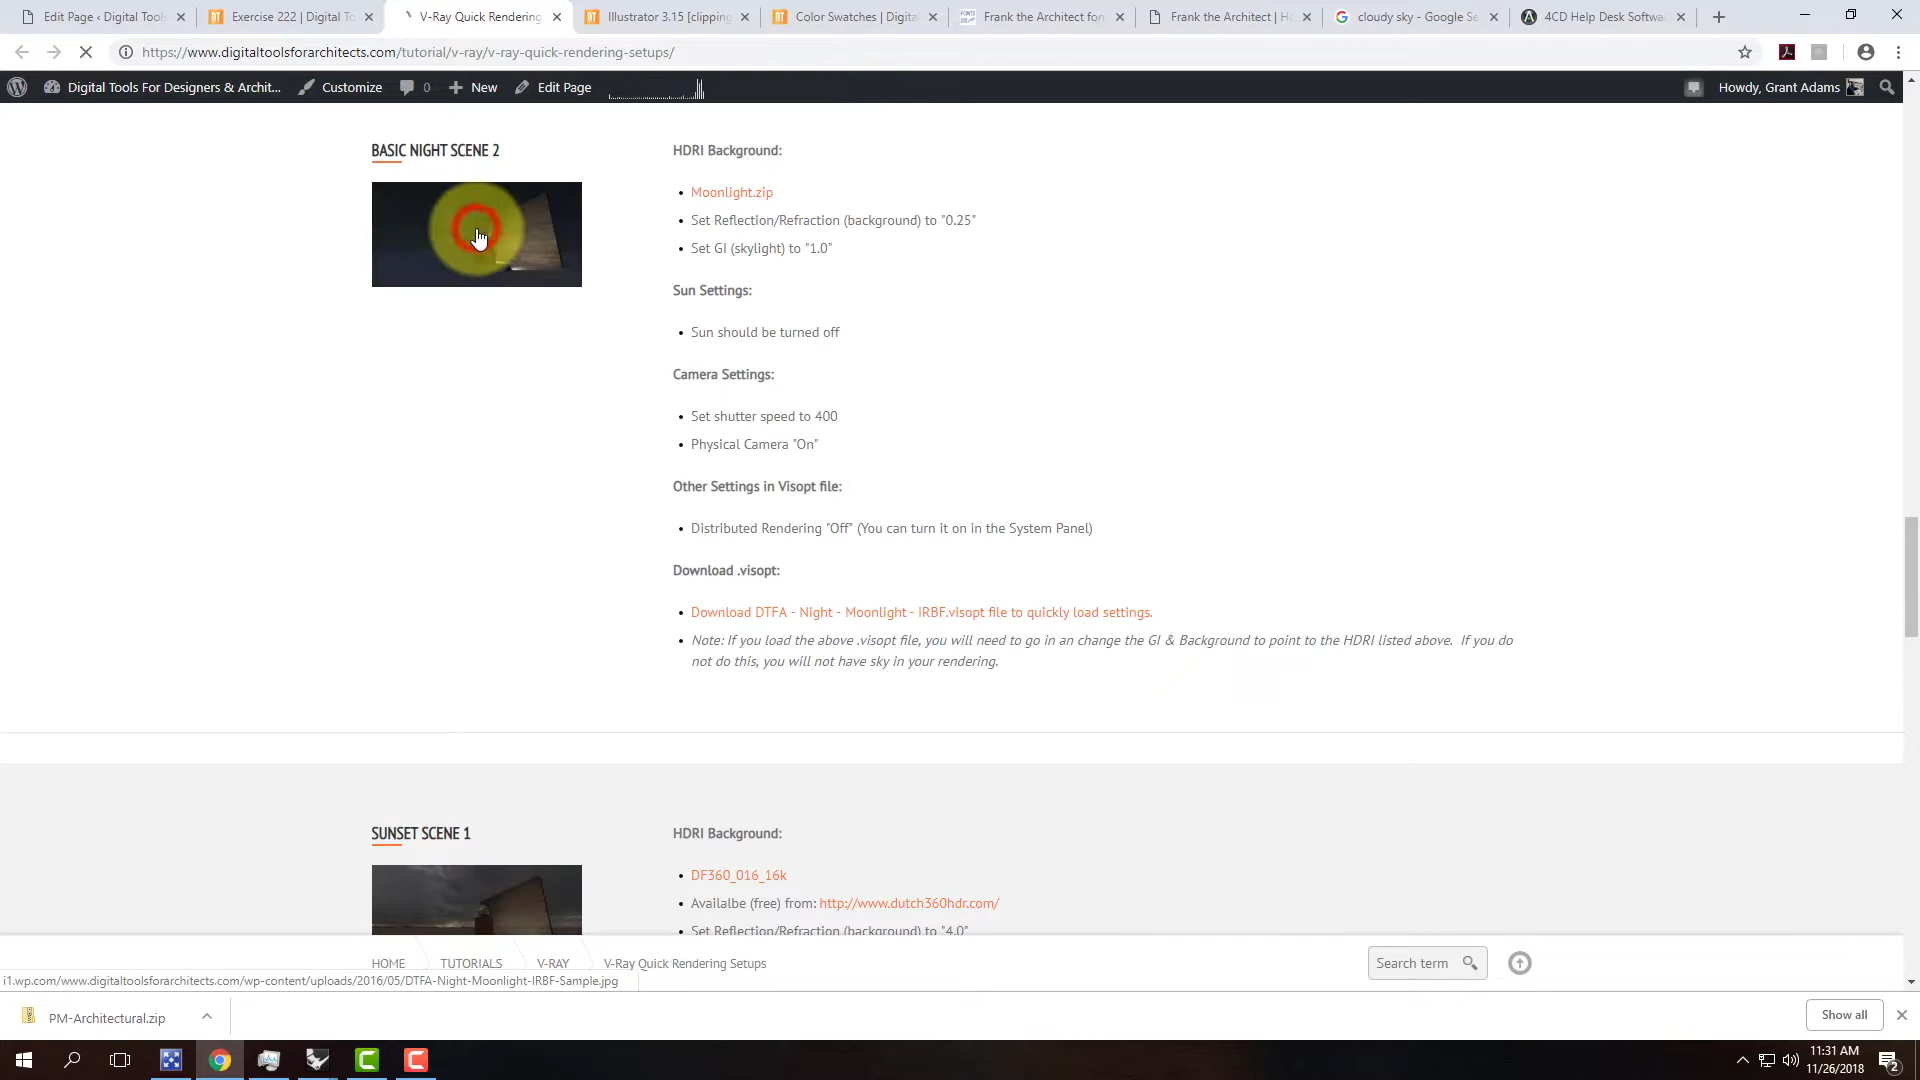 Edit Page ‹ Digital Tools
Exercise 222 | Digital To
V-Ray Quick Rendering
Illustrator 3.15 [clipping
Color Swatches | Digita
Frank the Architect fon
Frank the Architect | Ha
cloudy sky - Google Se
4CD Help Desk Softwa
https://www.digitaltoolsforarchitects.com/tutorial/v-ray/v-ray-quick-rendering-setups/
Digital Tools For Designers & Archit...
Customize
0
New
Edit Page
Howdy, Grant Adams
BASIC NIGHT SCENE 2
HDRI Background:
Moonlight.zip
Set Reflection/Refraction (background) to "0.25"
Set GI (skylight) to "1.0"
Sun Settings:
Sun should be turned off
Camera Settings:
Set shutter speed to 400
Physical Camera "On"
Other Settings in Visopt file:
Distributed Rendering "Off" (You can turn it on in the System Panel)
Download .visopt:
Download DTFA - Night - Moonlight - IRBF.visopt file to quickly load settings.
Note: If you load the above .visopt file, you will need to go in an change the GI & Background to point to the HDRI listed above. If you do
not do this, you will not have sky in your rendering.
SUNSET SCENE 1
HDRI Background:
DF360_016_16k
Availalbe (free) from: http://www.dutch360hdr.com/
Set Reflection/Refraction (background) to "4.0"
HOME
TUTORIALS
V-RAY
V-Ray Quick Rendering Setups
Search term
i1.wp.com/www.digitaltoolsforarchitects.com/wp-content/uploads/2016/05/DTFA-Night-Moonlight-IRBF-Sample.jpg
PM-Architectural.zip
Show all
11:31 AM
11/26/2018
2